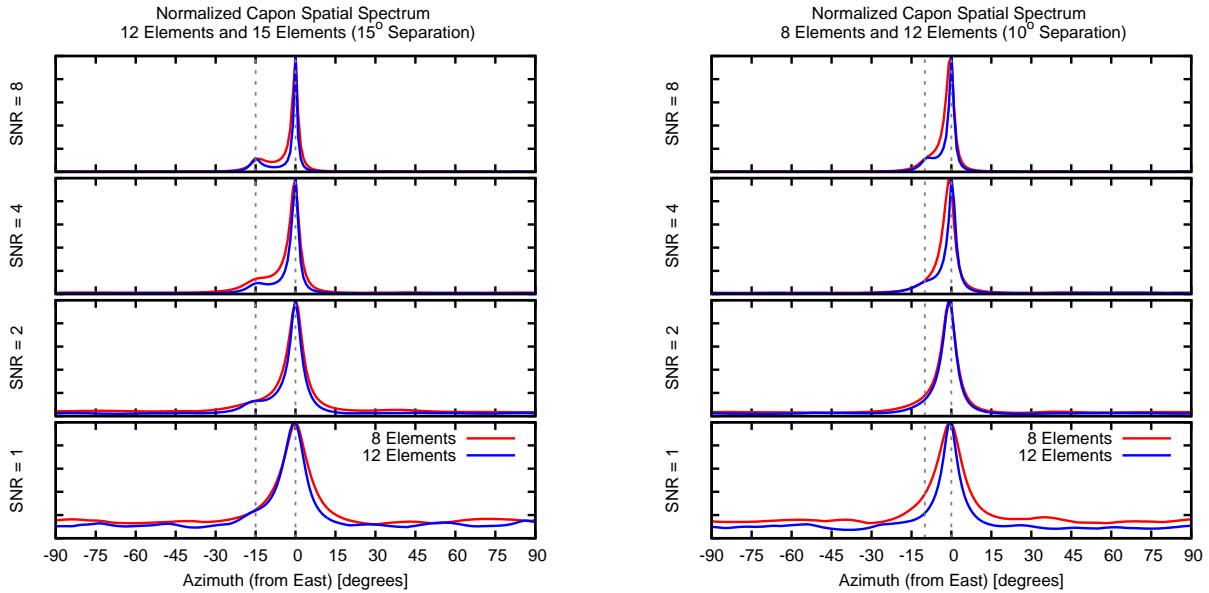 Normalized Capon Spatial Spectrum
12 Elements and 15 Elements (15o Separation)
SNR = 8
SNR = 4
SNR = 2
SNR = 1
8 Elements
12 Elements
-90 -75 -60 -45 -30 -15 0 15 30 45 60 75 90
Azimuth (from East) [degrees]
Normalized Capon Spatial Spectrum
8 Elements and 12 Elements (10o Separation)
SNR = 8
SNR = 4
SNR = 2
SNR = 1
8 Elements
12 Elements
-90 -75 -60 -45 -30 -15 0 15 30 45 60 75 90
Azimuth (from East) [degrees]